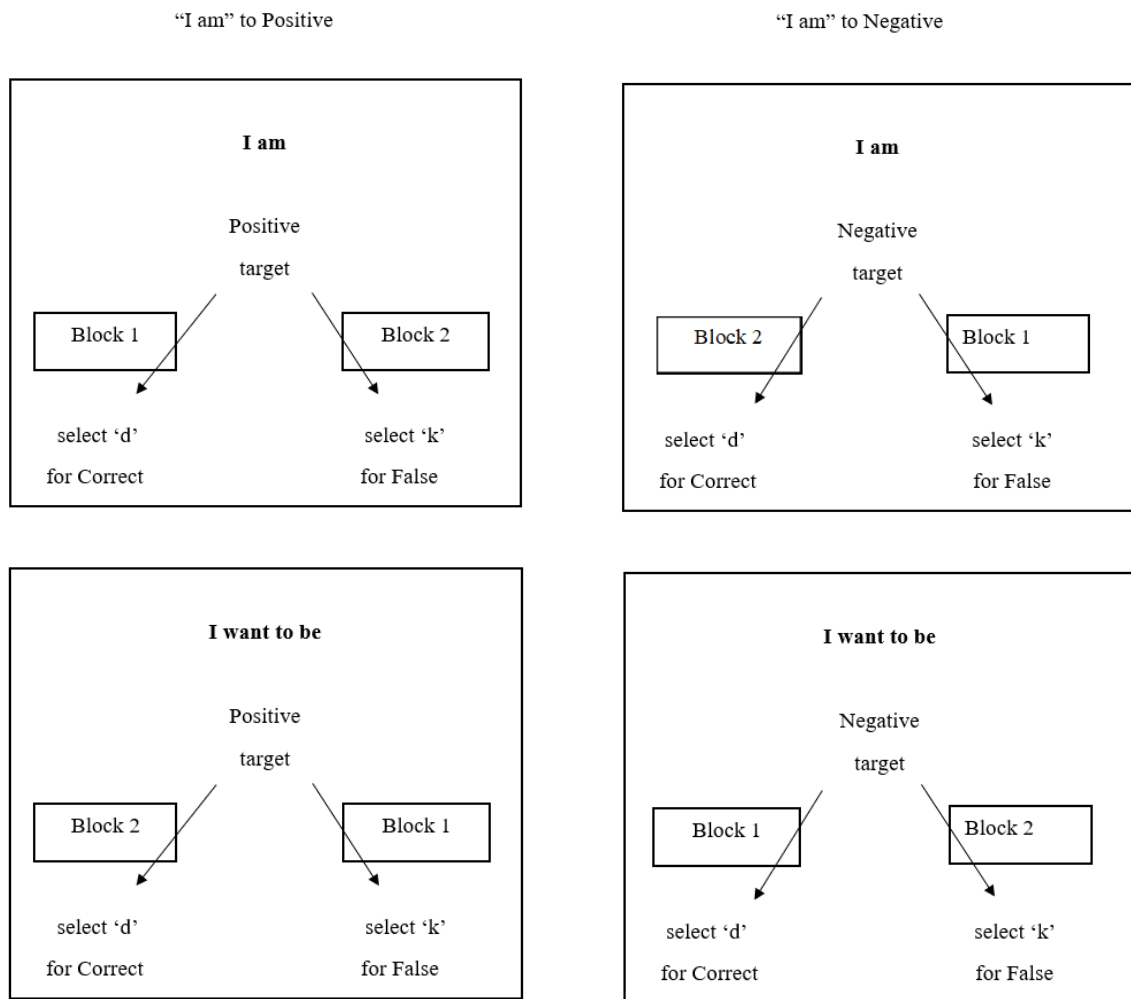 “I am” to Positive
I am
Positive
target
Block 1
Block 2
select ‘d’
for Correct
select ‘k’
for False
“I am” to Negative
I am
Negative
target
Block 2
Block 1
select ‘d’
for Correct
select ‘k’
for False
I want to be
Positive
target
Block 2
Block 1
select ‘d’
for Correct
select ‘k’
for False
I want to be
Negative
target
Block 1
Block 2
select ‘d’
for Correct
select ‘k’
for False